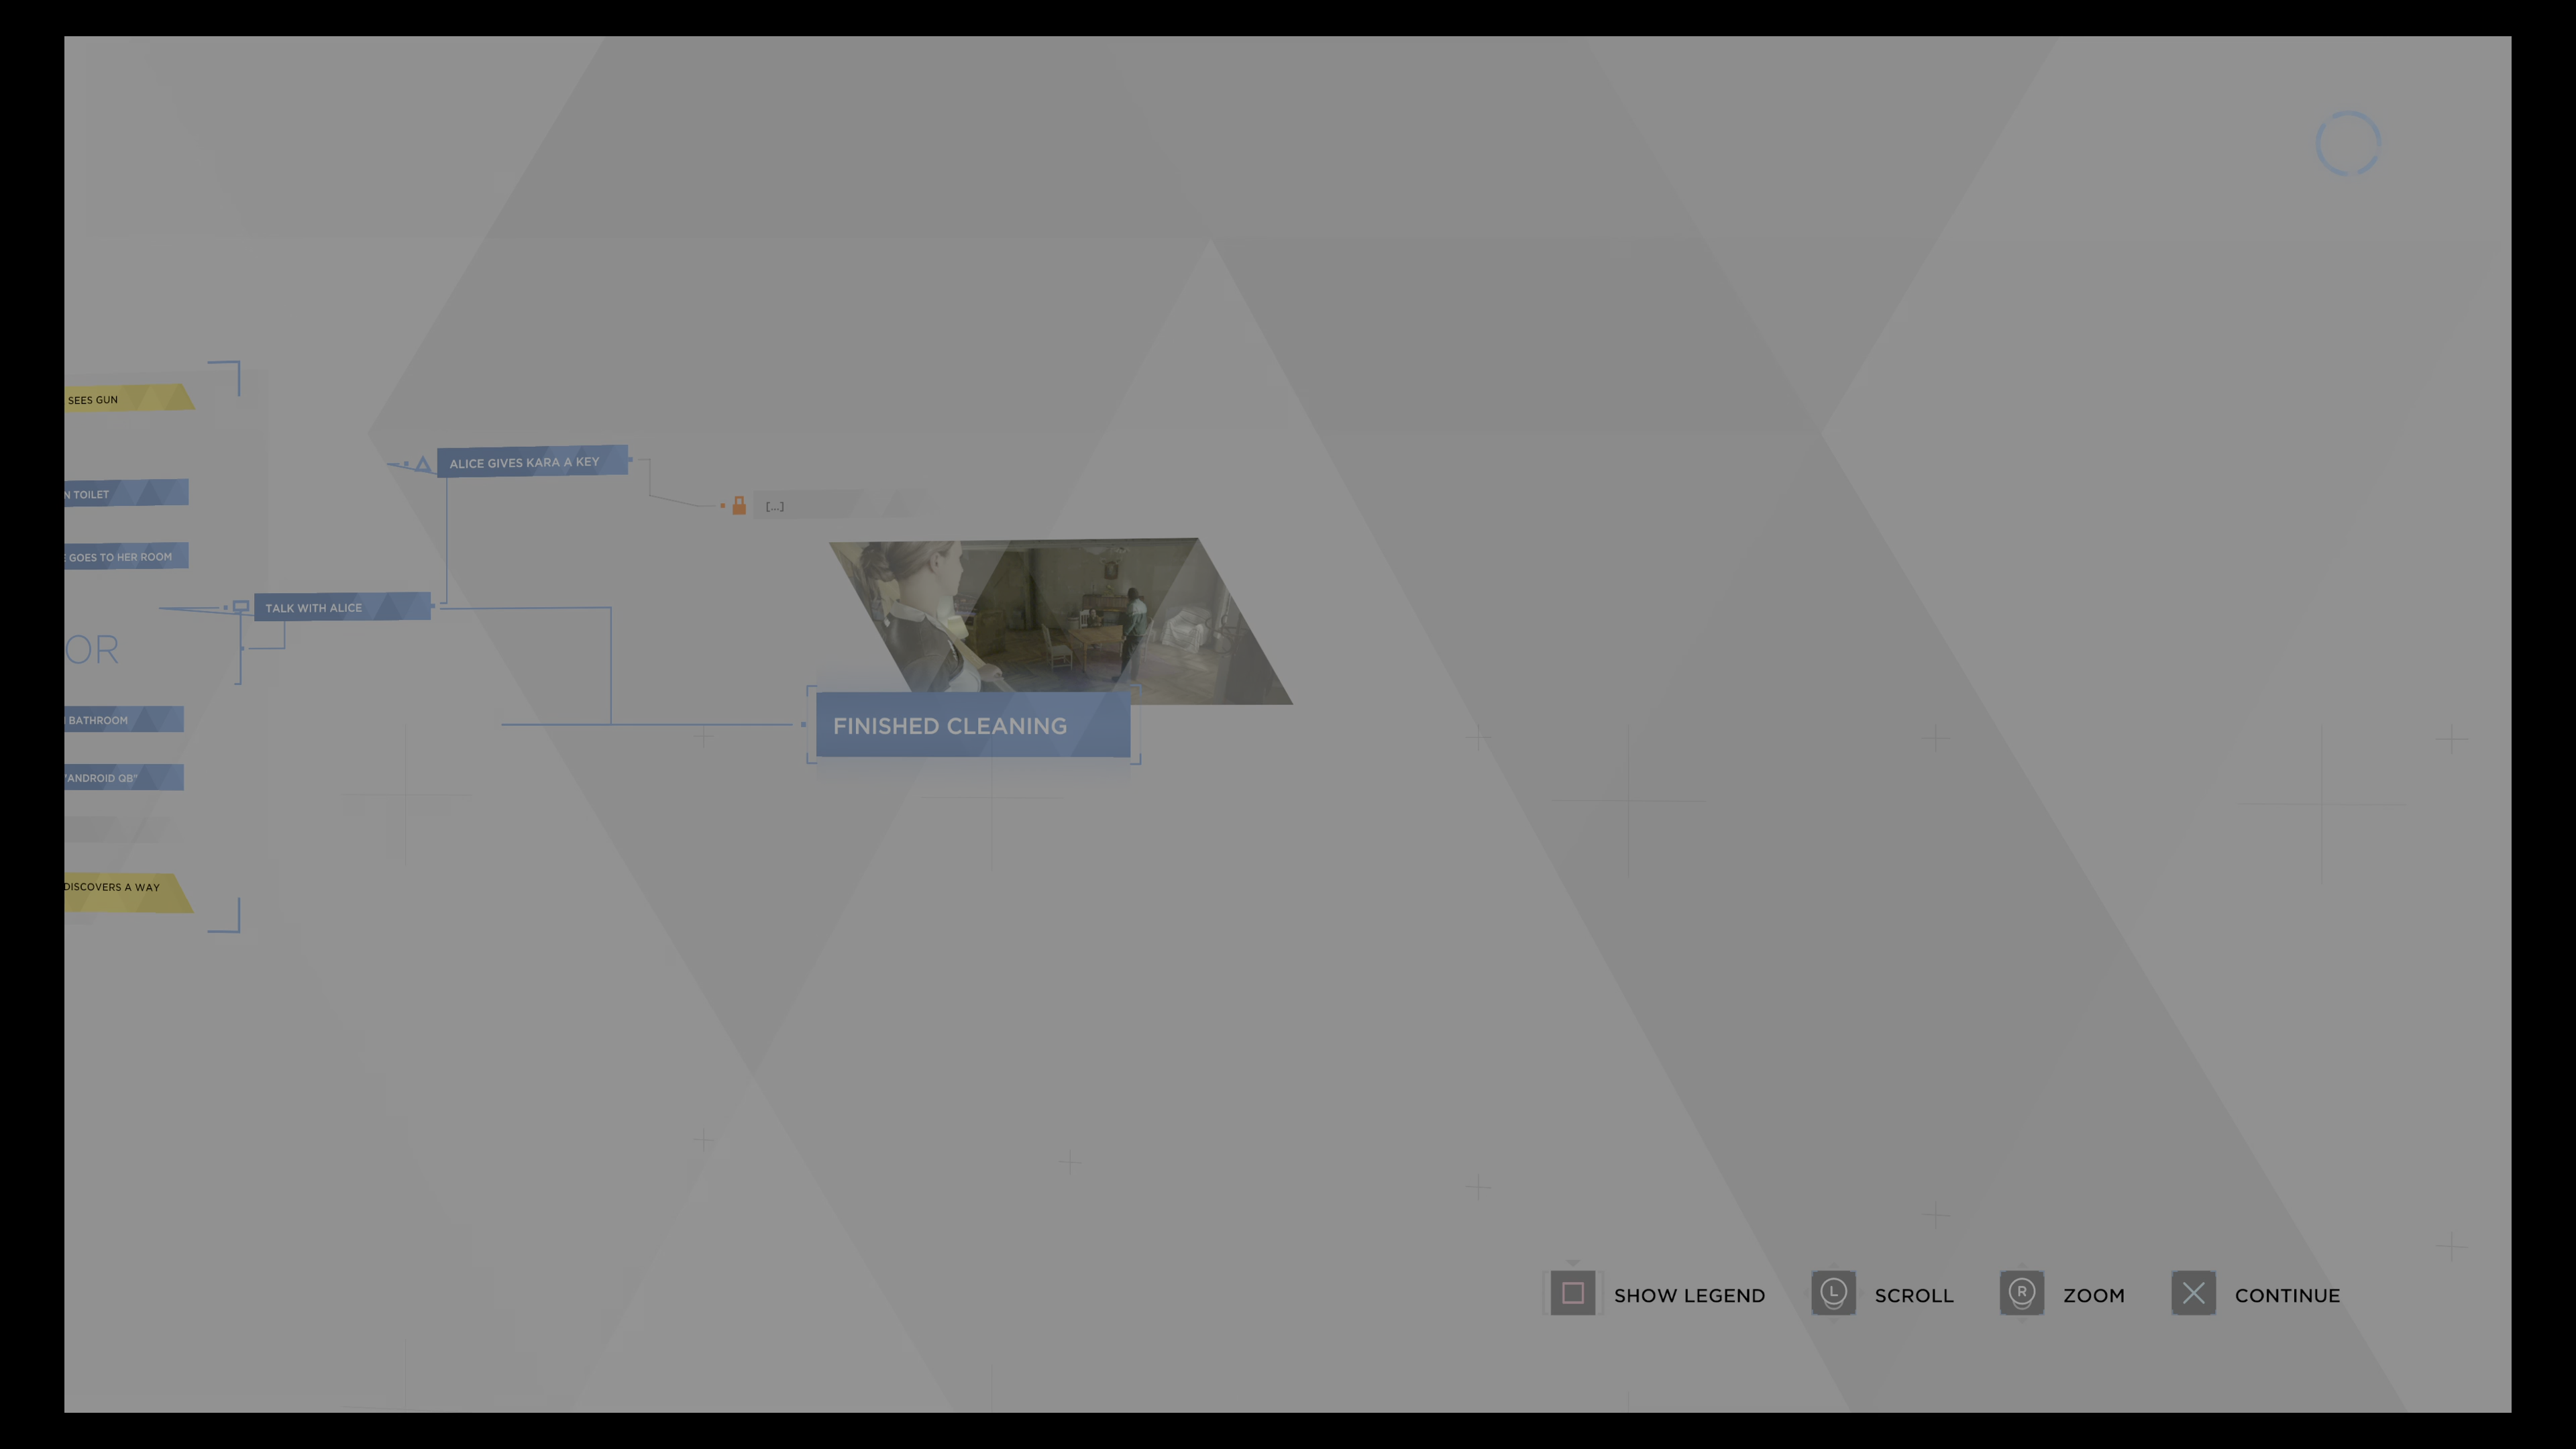 SEES GUN
ALICE GIVES KARA A KEY
N TOILET
[...]
GOES TO HER ROOM
TALK WITH ALICE
OR
BATHROOM
FINISHED CLEANING
"ANDROID QB"
DISCOVERS A WAY
SHOW LEGEND
L SCROLL
R ZOOM
CONTINUE